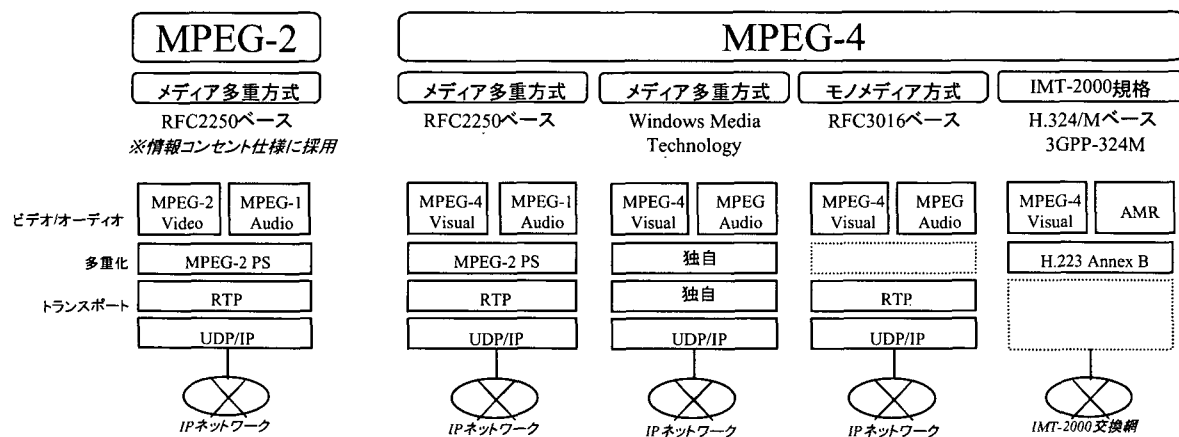 MPEG-2
MPEG-4
メディア多重方式
メディア多重方式
メディア多重方式
モノメディア方式
IMT-2000規格
RFC2250ベース
※情報コンセント仕様に採用
RFC2250ベース
Windows Media
Technology
RFC3016ベース
H.324/Mベース
3GPP-324M
ビデオ/オーディオ
MPEG-2
Video
MPEG-1
Audio
MPEG-4
Visual
MPEG-1
Audio
MPEG-4
Visual
MPEG
Audio
MPEG-4
Visual
MPEG
Audio
MPEG-4
Visual
AMR
多重化
MPEG-2 PS
MPEG-2 PS
独自
H.223 Annex B
トランスポート
RTP
RTP
独自
RTP
UDP/IP
UDP/IP
UDP/IP
UDP/IP
IPネットワーク
IPネットワーク
IPネットワーク
IPネットワーク
IMT-2000交換網